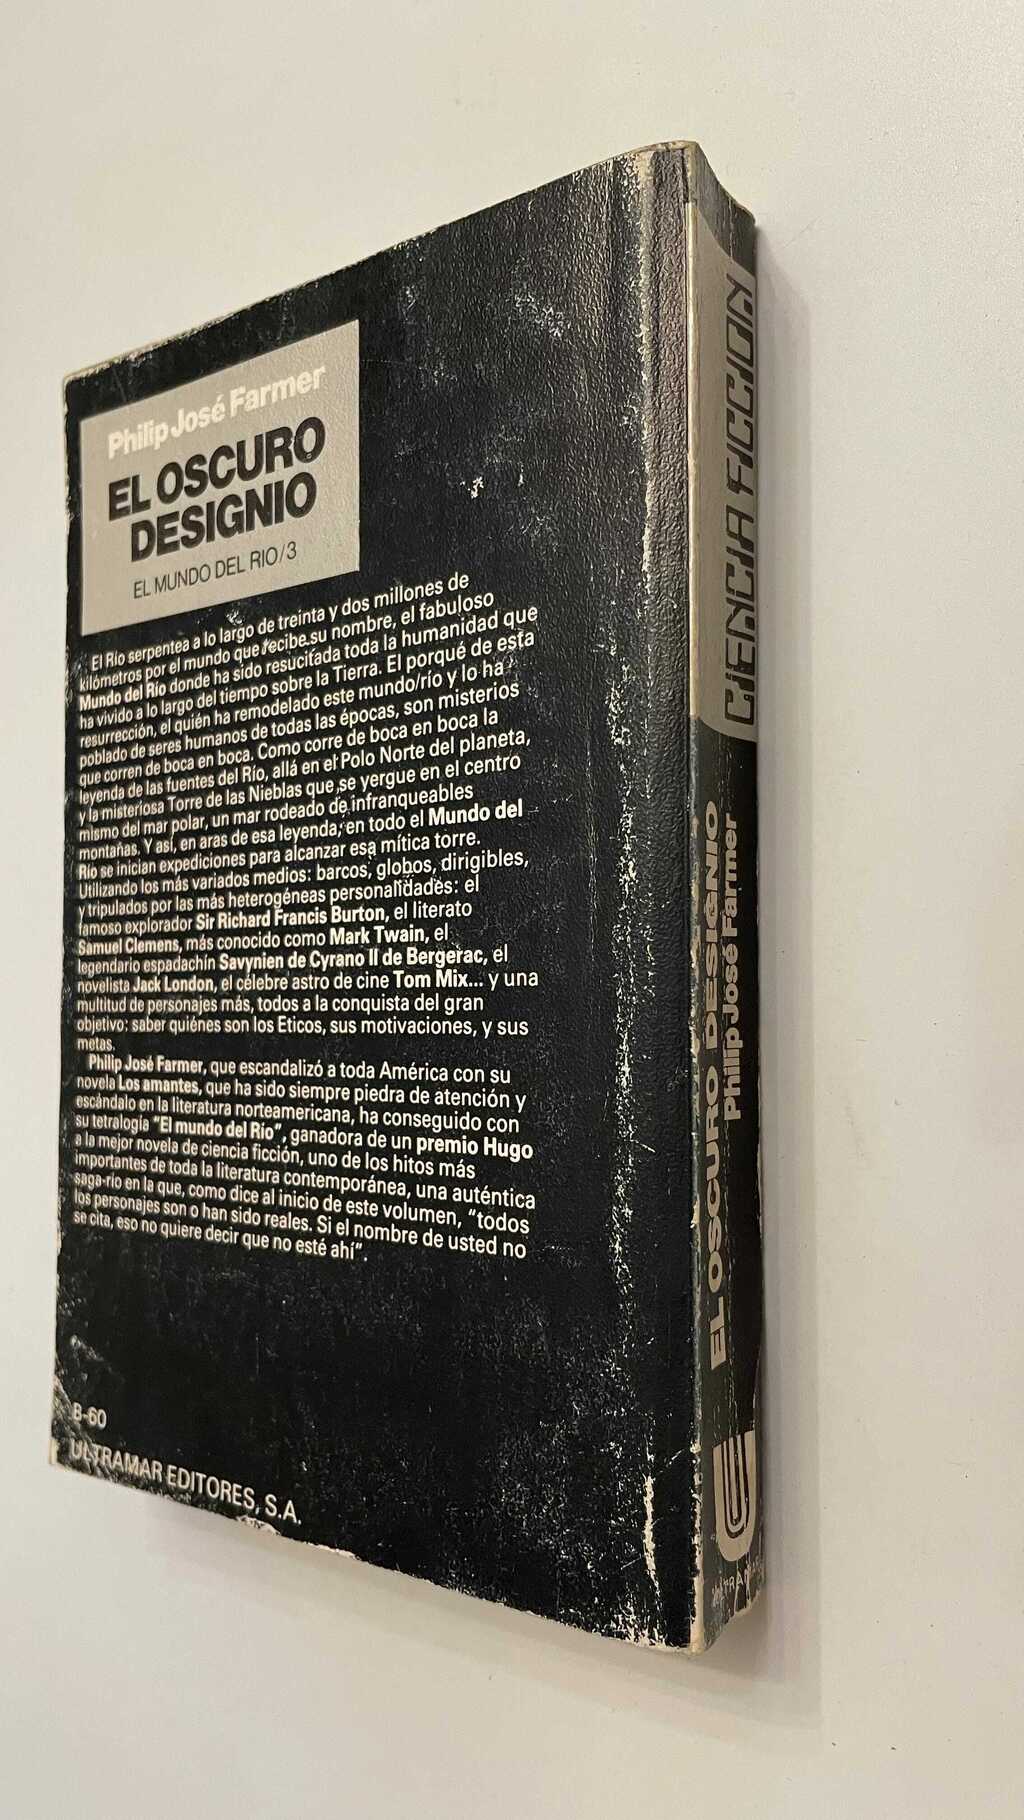 Philip José Farmer
EL OSCURO
DESIGNIO
EL MUNDO DEL RIO/3
El Río serpentea a lo largo de treinta y dos millones de
kilómetros por el mundo que recibe su nombre, el fabuloso
Mundo del Río donde ha sido resucitada toda la humanidad que
ha vivido a lo largo del tiempo sobre la Tierra. El porqué de esta
resurrección, el quién ha remodelado este mundo/río y lo ha
poblado de seres humanos de todas las épocas, son misterios
que corren de boca en boca. Como corre de boca en boca la
leyenda de las fuentes del Río, allá en el Polo Norte del planeta,
y la misteriosa Torre de las Nieblas que se yergue en el centro
mismo del mar polar, un mar rodeado de infranqueables
montañas. Y así, en aras de esa leyenda, en todo el Mundo del
Río se inician expediciones para alcanzar esa mítica torre.
Utilizando los más variados medios: barcos, globos, dirigibles,
y tripulados por las más heterogéneas personalidades: el
famoso explorador Sir Richard Francis Burton, el literato
Samuel Clemens, más conocido como Mark Twain, el
legendario espadachín Savynien de Cyrano II de Bergerac, el
novelista Jack London, el célebre astro de cine Tom Mix... y una
multitud de personajes más, todos a la conquista del gran
objetivo: saber quiénes son los Eticos, sus motivaciones, y sus
metas.
Philip José Farmer, que escandalizó a toda América con su
novela Los amantes, que ha sido siempre piedra de atención y
escándalo en la literatura norteamericana, ha conseguido con
su tetralogía "El mundo del Río", ganadora de un premio Hugo
a la mejor novela de ciencia ficción, uno de los hitos más
importantes de toda la literatura contemporánea, una auténtica
saga-río en la que, como dice al inicio de este volumen, "todos
los personajes son o han sido reales. Si el nombre de usted no
se cita, eso no quiere decir que no esté ahí".
B-60
ULTRAMAR EDITORES, S.A.
CIENCIA FICCION
EL OSCURO DESIGNIO
Philip José Farmer
ULTRAMAR